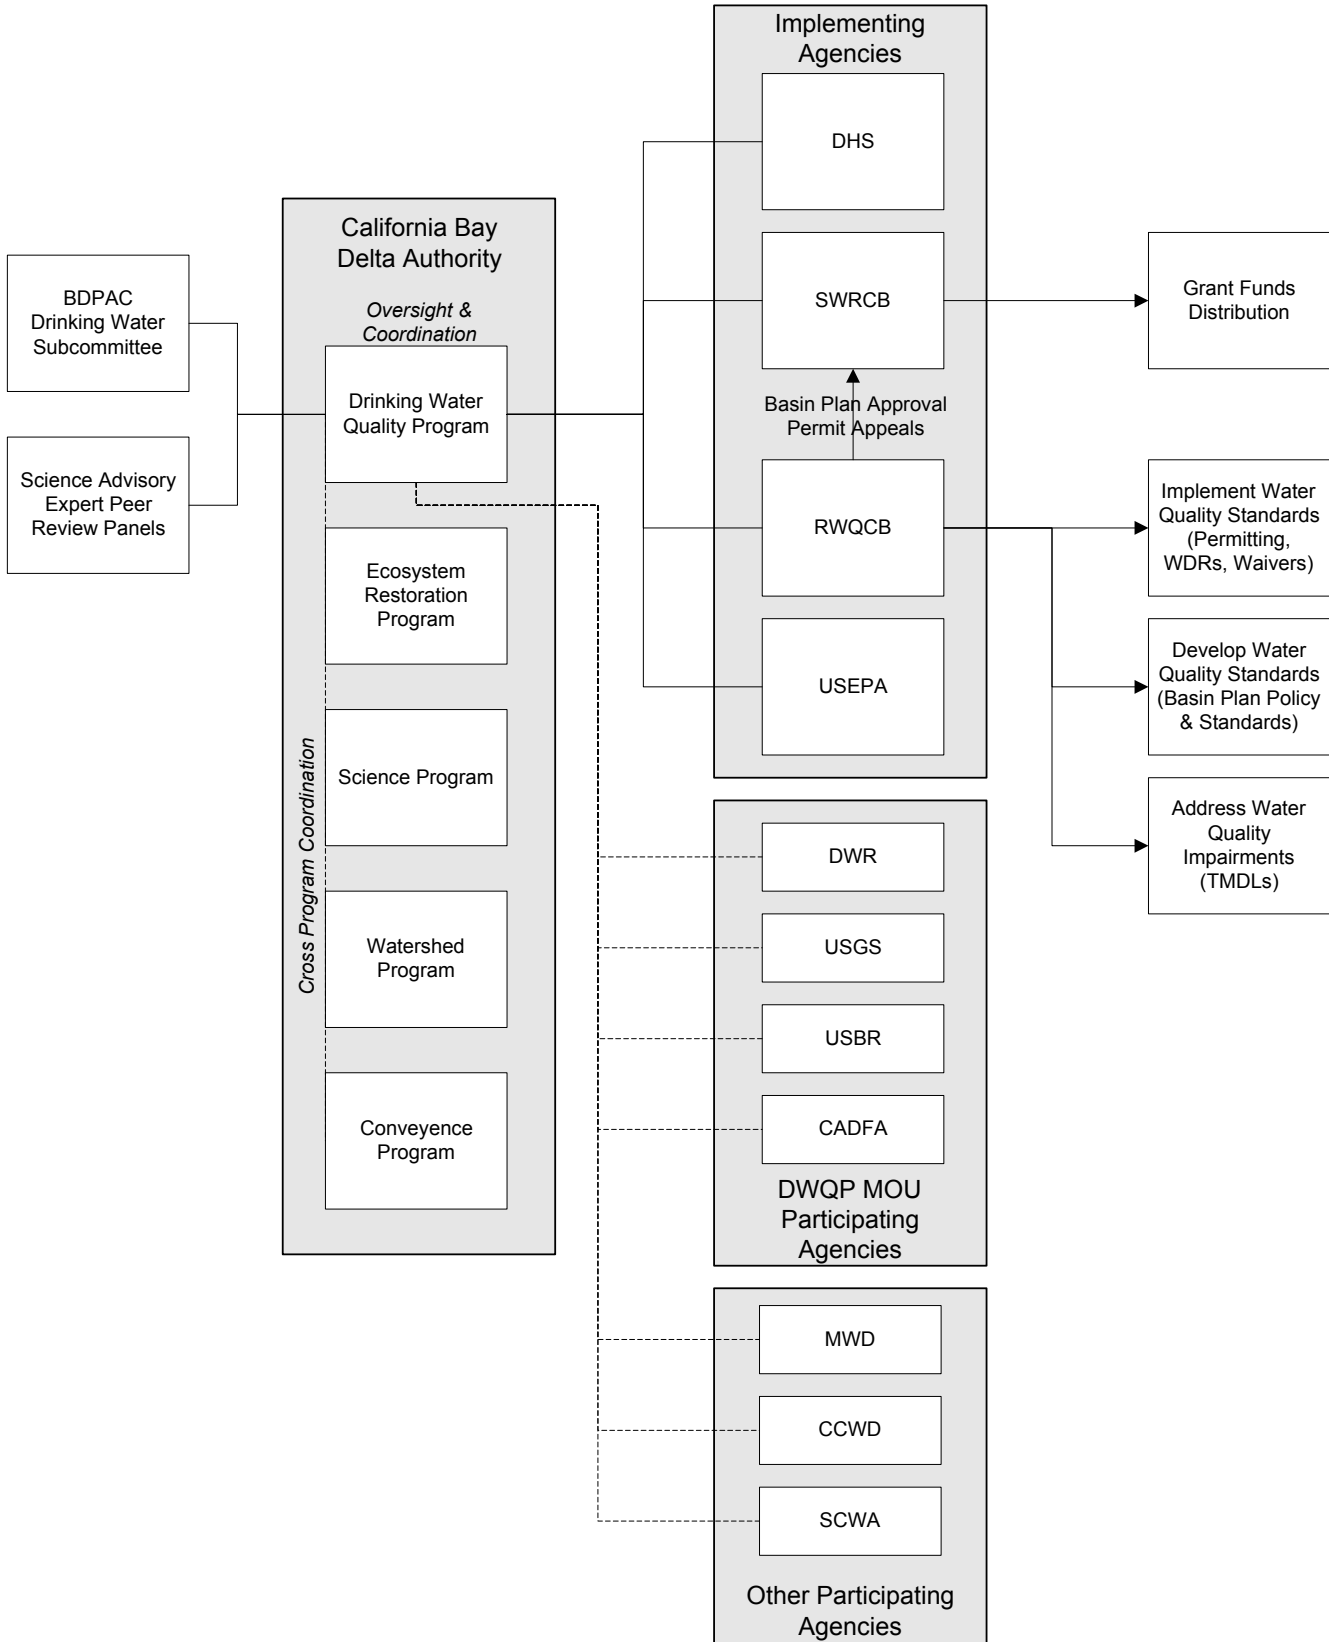 BDPAC
Drinking Water
Subcommittee
Science Advisory
Expert Peer
Review Panels
California Bay
Delta Authority
Oversight &
Coordination
Drinking Water
Quality Program
Ecosystem
Restoration
Program
Science Program
Watershed
Program
Conveyence
Program
Cross Program Coordination
Implementing
Agencies
DHS
SWRCB
Basin Plan Approval
Permit Appeals
RWQCB
USEPA
DWR
USGS
USBR
CADFA
DWQP MOU
Participating
Agencies
MWD
CCWD
SCWA
Other Participating
Agencies
Grant Funds
Distribution
Implement Water
Quality Standards
(Permitting,
WDRs, Waivers)
Develop Water
Quality Standards
(Basin Plan Policy
& Standards)
Address Water
Quality
Impairments
(TMDLs)